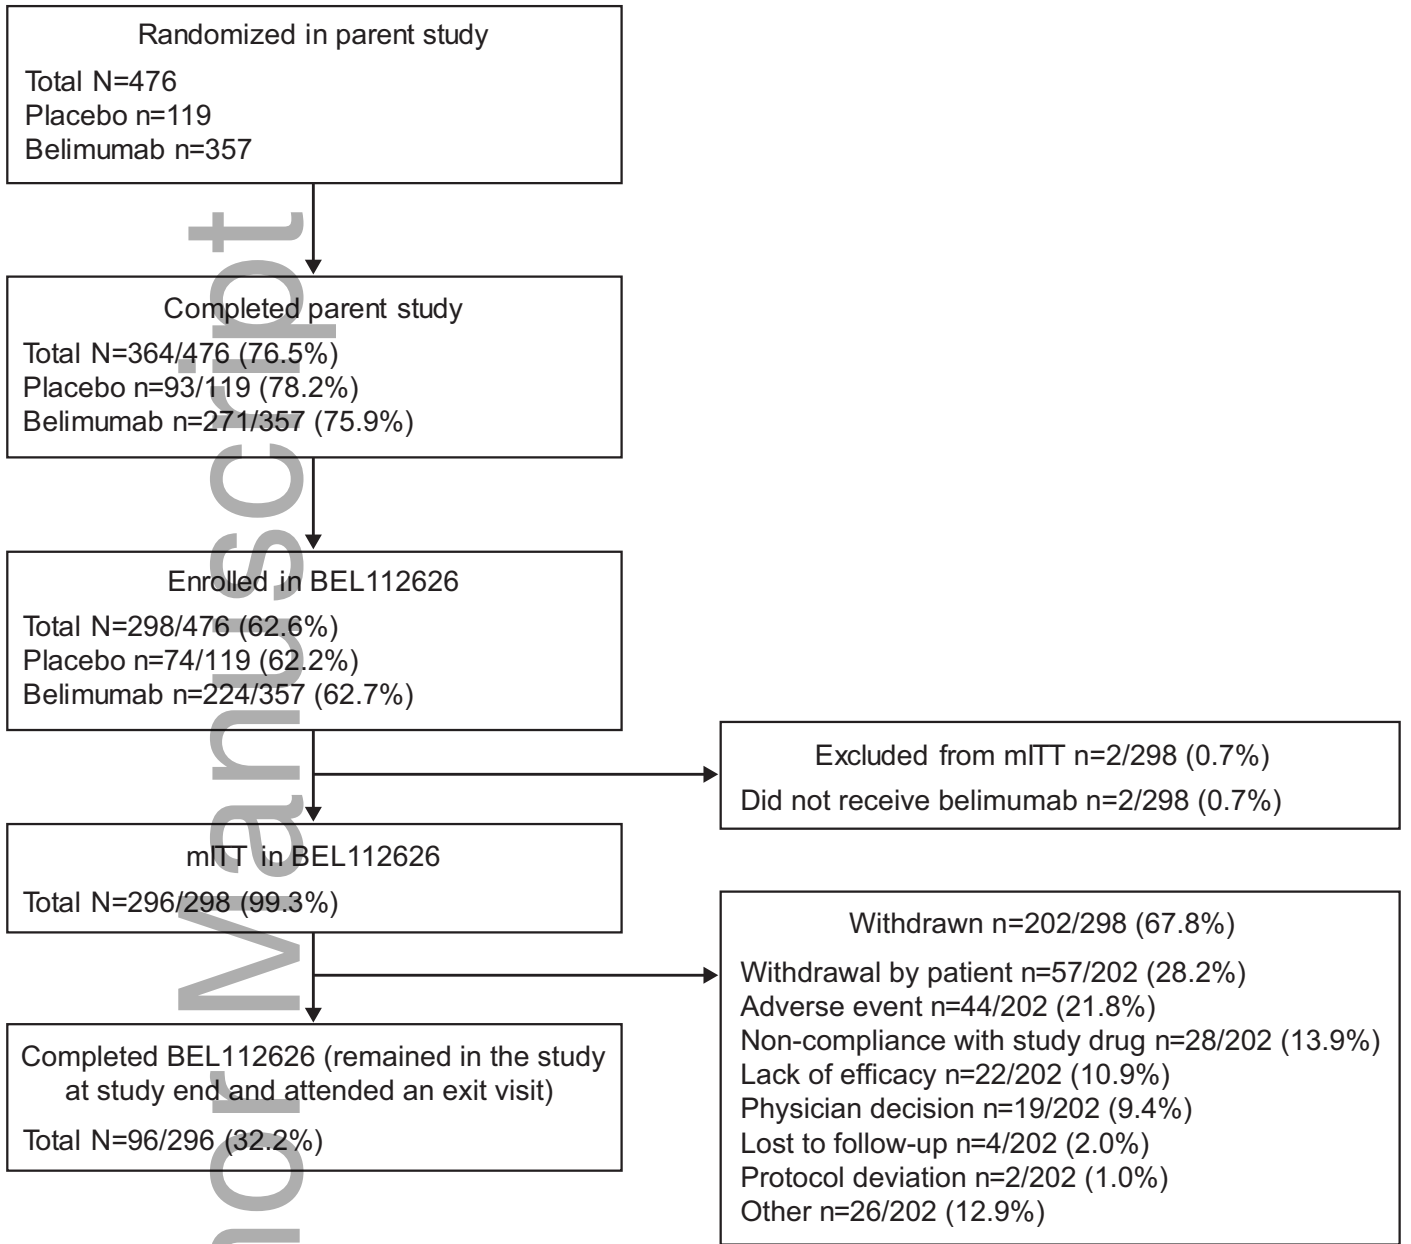 Randomized in parent study
Total N=476
Placebo n=119
Belimumab n=357
Completed parent study
Total N=364/476 (76.5%)
Placebo n=93/119 (78.2%)
Belimumab n=271/357 (75.9%)
Enrolled in BEL112626
Total N=298/476 (62.6%)
Placebo n=74/119 (62.2%)
Belimumab n=224/357 (62.7%)
Excluded from mITT n=2/298 (0.7%)
Did not receive belimumab n=2/298 (0.7%)
mITT in BEL112626
Total N=296/298 (99.3%)
Withdrawn n=202/298 (67.8%)
Withdrawal by patient n=57/202 (28.2%)
Adverse event n=44/202 (21.8%)
Non-compliance with study drug n=28/202 (13.9%)
Lack of efficacy n=22/202 (10.9%)
Physician decision n=19/202 (9.4%)
Lost to follow-up n=4/202 (2.0%)
Protocol deviation n=2/202 (1.0%)
Other n=26/202 (12.9%)
Completed BEL112626 (remained in the study
at study end and attended an exit visit)
Total N=96/296 (32.2%)
Manuscript